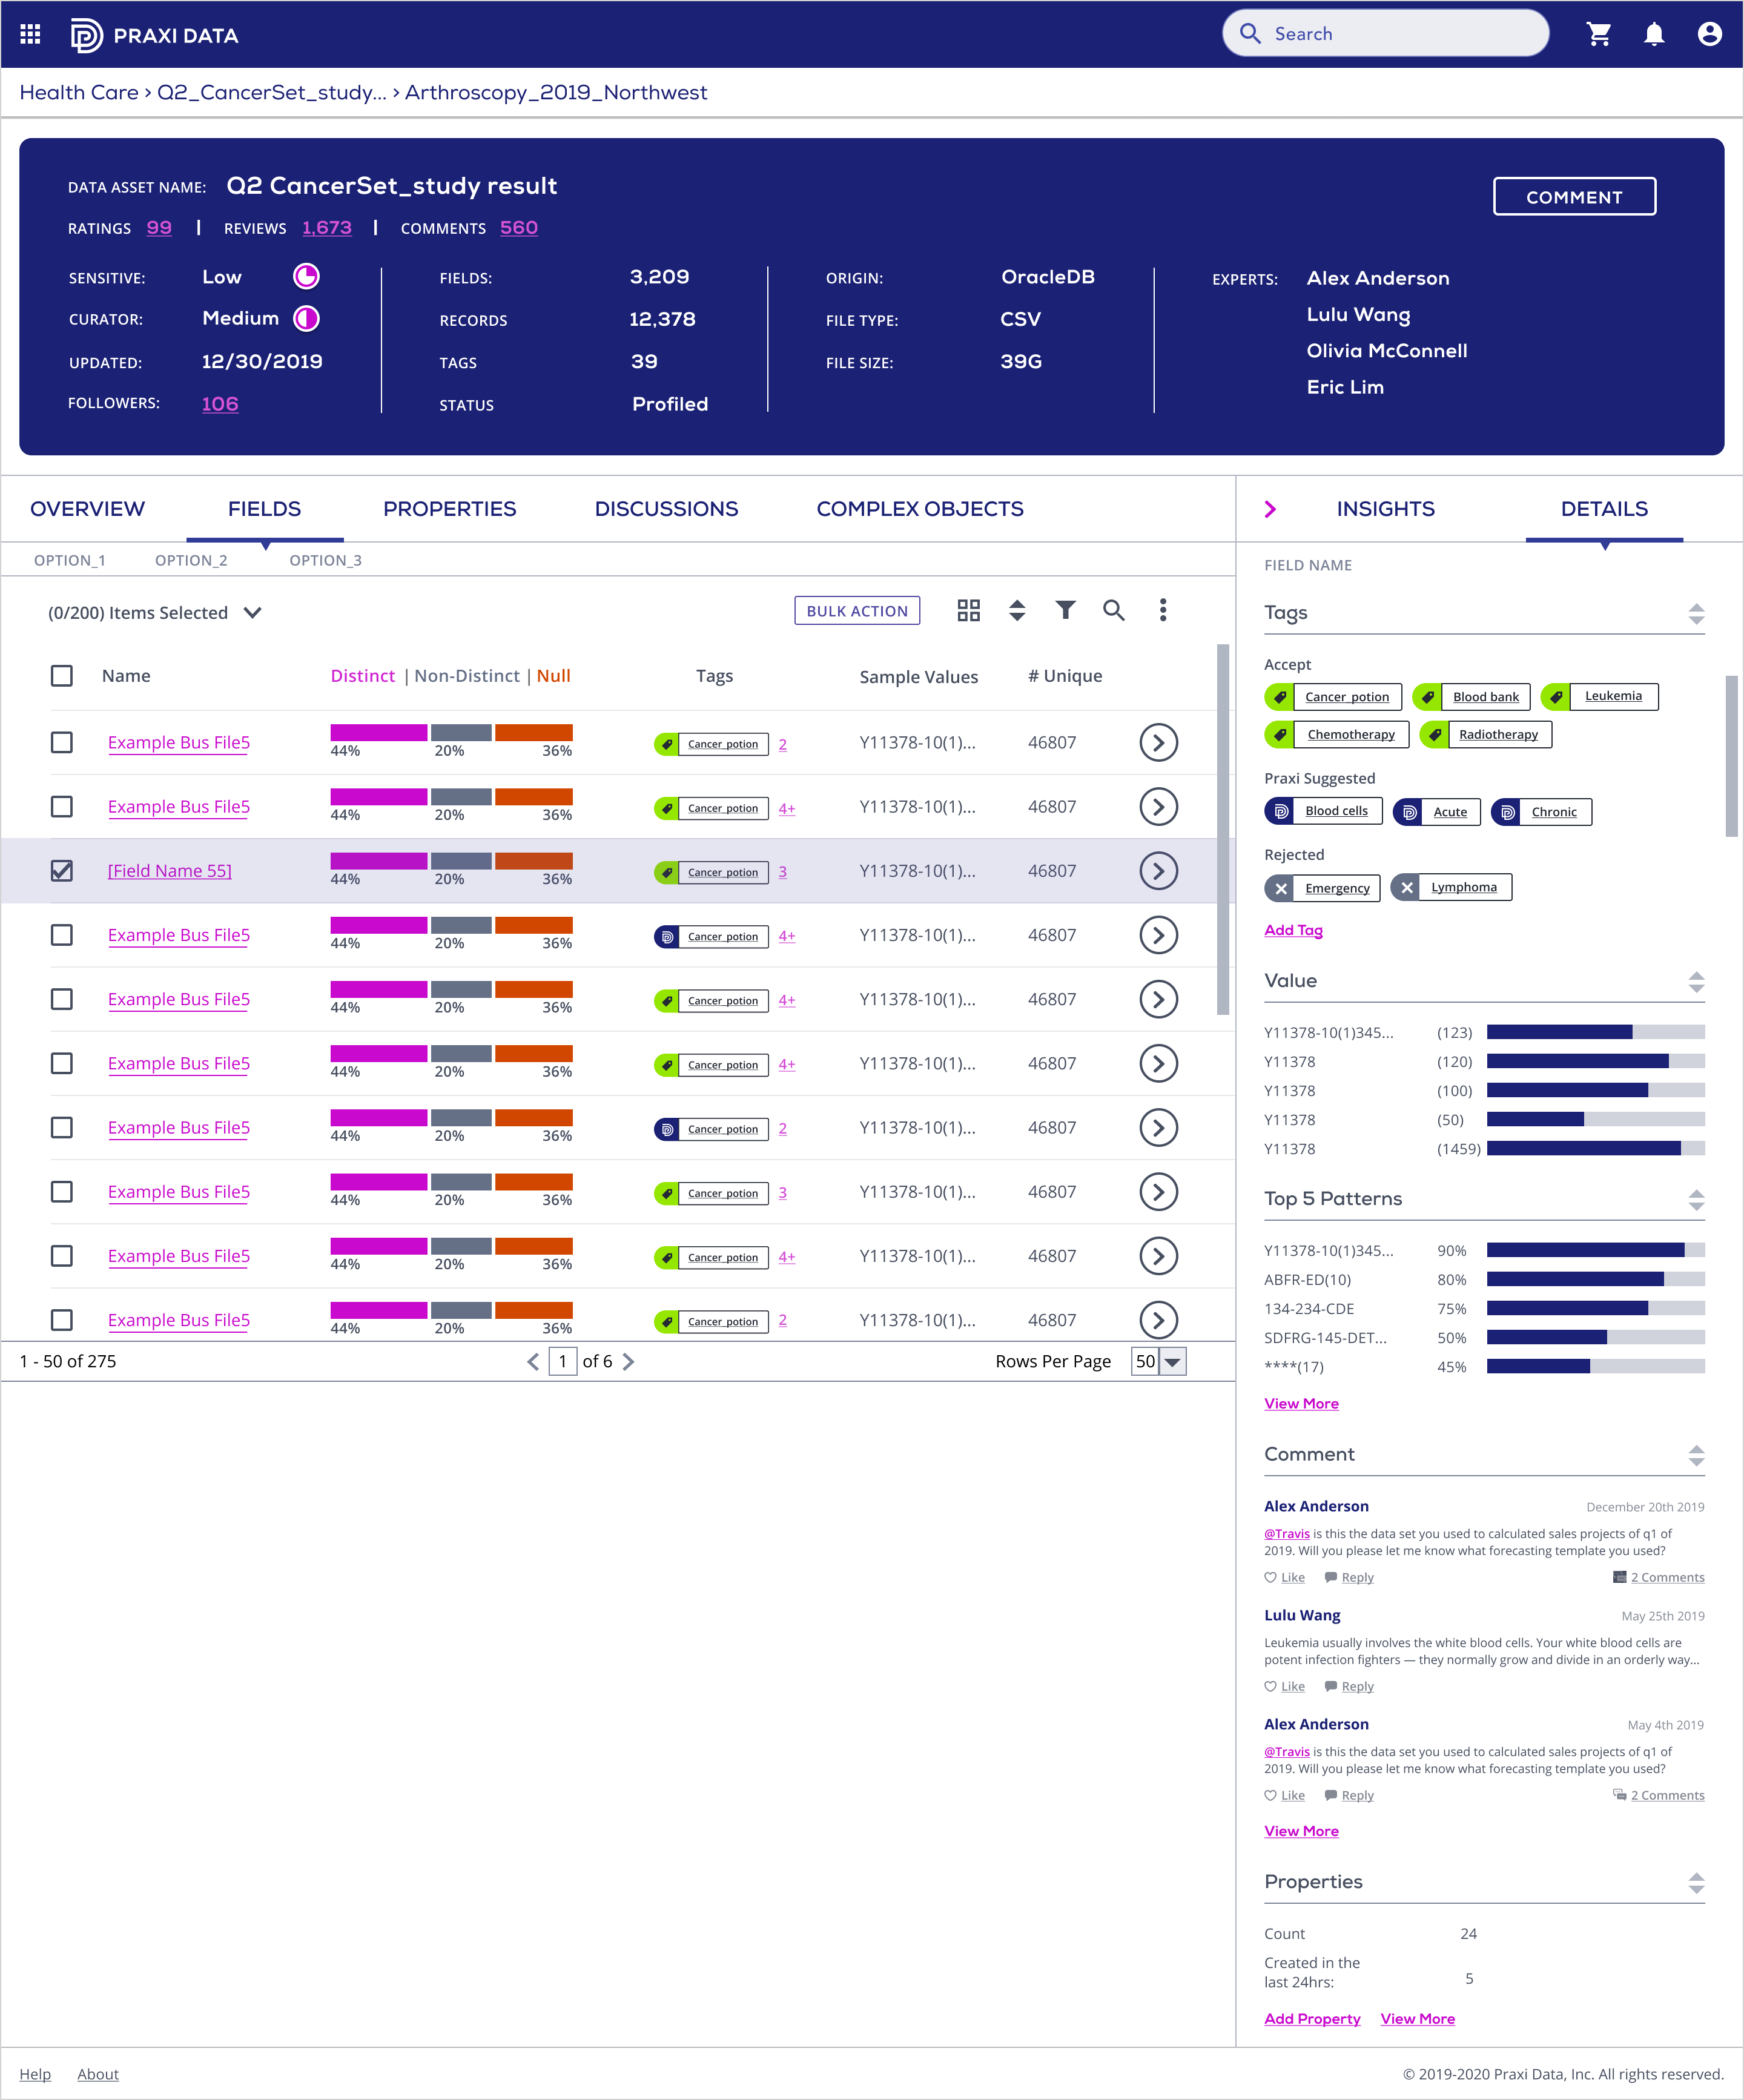 PRAXI DATA
Search
Health Care › Q2_CancerSet_study... › Arthroscopy_2019_Northwest
DATA ASSET NAME: Q2 CancerSet_study result
COMMENT
RATINGS 99 | REVIEWS 1,673 | COMMENTS 560
SENSITIVE: Low FIELDS: 3,209 ORIGIN: OracleDB EXPERTS: Alex Anderson
CURATOR: Medium RECORDS 12,378 FILE TYPE: CSV Lulu Wang
UPDATED: 12/30/2019 TAGS 39 FILE SIZE: 39G Olivia McConnell
FOLLOWERS: 106 STATUS Profiled Eric Lim
OVERVIEW FIELDS PROPERTIES DISCUSSIONS COMPLEX OBJECTS
OPTION_1 OPTION_2 OPTION_3
(0/200) Items Selected BULK ACTION
Name Distinct | Non-Distinct | Null Tags Sample Values # Unique
Example Bus File5 44% 20% 36% Cancer_potion 2 Y11378-10(1)... 46807
Example Bus File5 44% 20% 36% Cancer_potion 4+ Y11378-10(1)... 46807
[Field Name 55] 44% 20% 36% Cancer_potion 3 Y11378-10(1)... 46807
Example Bus File5 44% 20% 36% Cancer_potion 4+ Y11378-10(1)... 46807
Example Bus File5 44% 20% 36% Cancer_potion 4+ Y11378-10(1)... 46807
Example Bus File5 44% 20% 36% Cancer_potion 4+ Y11378-10(1)... 46807
Example Bus File5 44% 20% 36% Cancer_potion 2 Y11378-10(1)... 46807
Example Bus File5 44% 20% 36% Cancer_potion 3 Y11378-10(1)... 46807
Example Bus File5 44% 20% 36% Cancer_potion 4+ Y11378-10(1)... 46807
Example Bus File5 44% 20% 36% Cancer_potion 2 Y11378-10(1)... 46807
1 - 50 of 275 1 of 6 Rows Per Page 50
INSIGHTS DETAILS
FIELD NAME
Tags
Accept
Cancer_potion Blood bank Leukemia
Chemotherapy Radiotherapy
Praxi Suggested
Blood cells Acute Chronic
Rejected
Emergency Lymphoma
Add Tag
Value
Y11378-10(1)345... (123)
Y11378 (120)
Y11378 (100)
Y11378 (50)
Y11378 (1459)
Top 5 Patterns
Y11378-10(1)345... 90%
ABFR-ED(10) 80%
134-234-CDE 75%
SDFRG-145-DET... 50%
****(17) 45%
View More
Comment
Alex Anderson December 20th 2019
@Travis is this the data set you used to calculated sales projects of q1 of
2019. Will you please let me know what forecasting template you used?
Like Reply 2 Comments
Lulu Wang May 25th 2019
Leukemia usually involves the white blood cells. Your white blood cells are
potent infection fighters — they normally grow and divide in an orderly way...
Like Reply
Alex Anderson May 4th 2019
@Travis is this the data set you used to calculated sales projects of q1 of
2019. Will you please let me know what forecasting template you used?
Like Reply 2 Comments
View More
Properties
Count 24
Created in the
last 24hrs: 5
Add Property View More
Help About © 2019-2020 Praxi Data, Inc. All rights reserved.